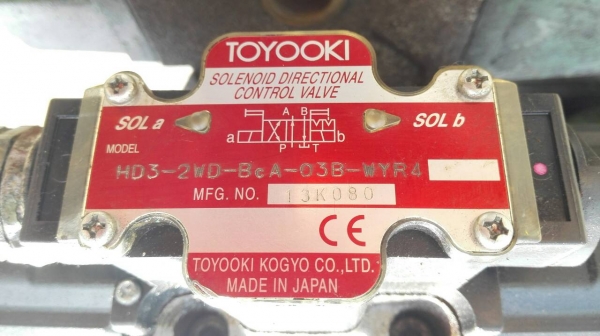 TOYOOKI
SOLENOID DIRECTIONAL
CONTROL VALVE
SOL a
A B
SOL b
a
b
P T
MODEL
HD3-2WD-BCA-03B-WYR4
MFG. NO. 13K080
CE
TOYOOKI KOGYO CO.,LTD.
MADE IN JAPAN